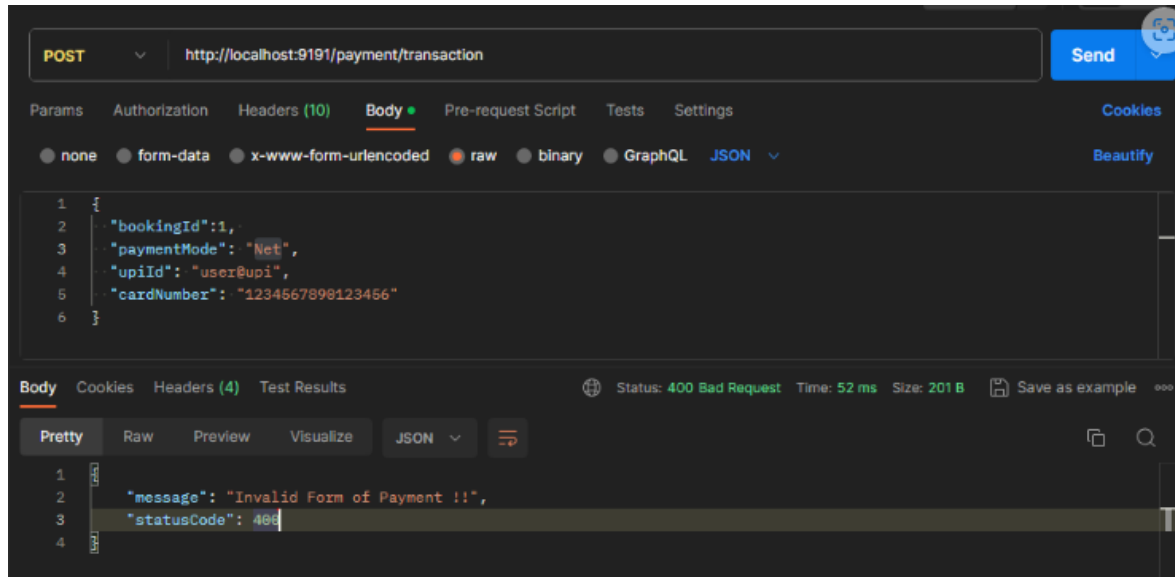 POST http://localhost:9191/payment/transaction Send
Params Authorization Headers (10) Body Pre-request Script Tests Settings Cookies
none form-data x-www-form-urlencoded raw binary GraphQL JSON Beautify
1 {
2 "bookingId":1,
3 "paymentMode": "Net",
4 "upiId": "user@upi",
5 "cardNumber": "1234567890123456"
6 }
Body Cookies Headers (4) Test Results Status: 400 Bad Request Time: 52 ms Size: 201 B Save as example
Pretty Raw Preview Visualize JSON
1 {
2 "message": "Invalid Form of Payment !!",
3 "statusCode": 400
4 }